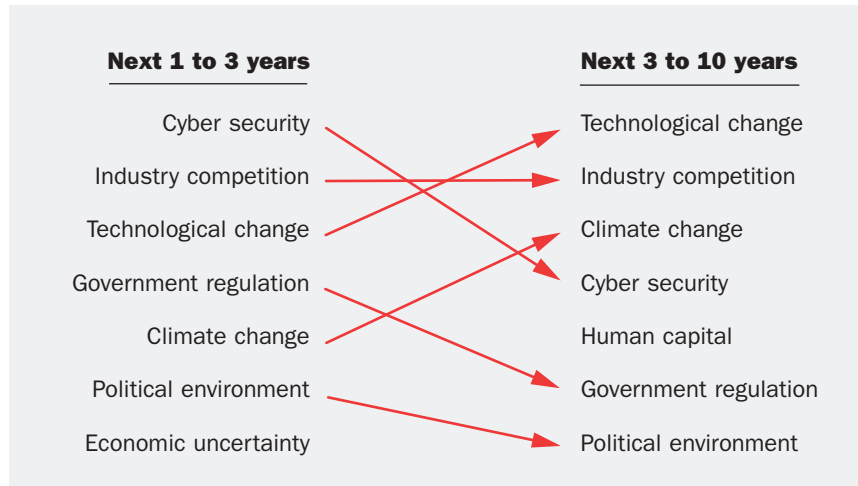 Next 1 to 3 years
Cyber security
Industry competition
Technological change
Government regulation
Climate change
Political environment
Economic uncertainty
Next 3 to 10 years
Technological change
Industry competition
Climate change
Cyber security
Human capital
Government regulation
Political environment